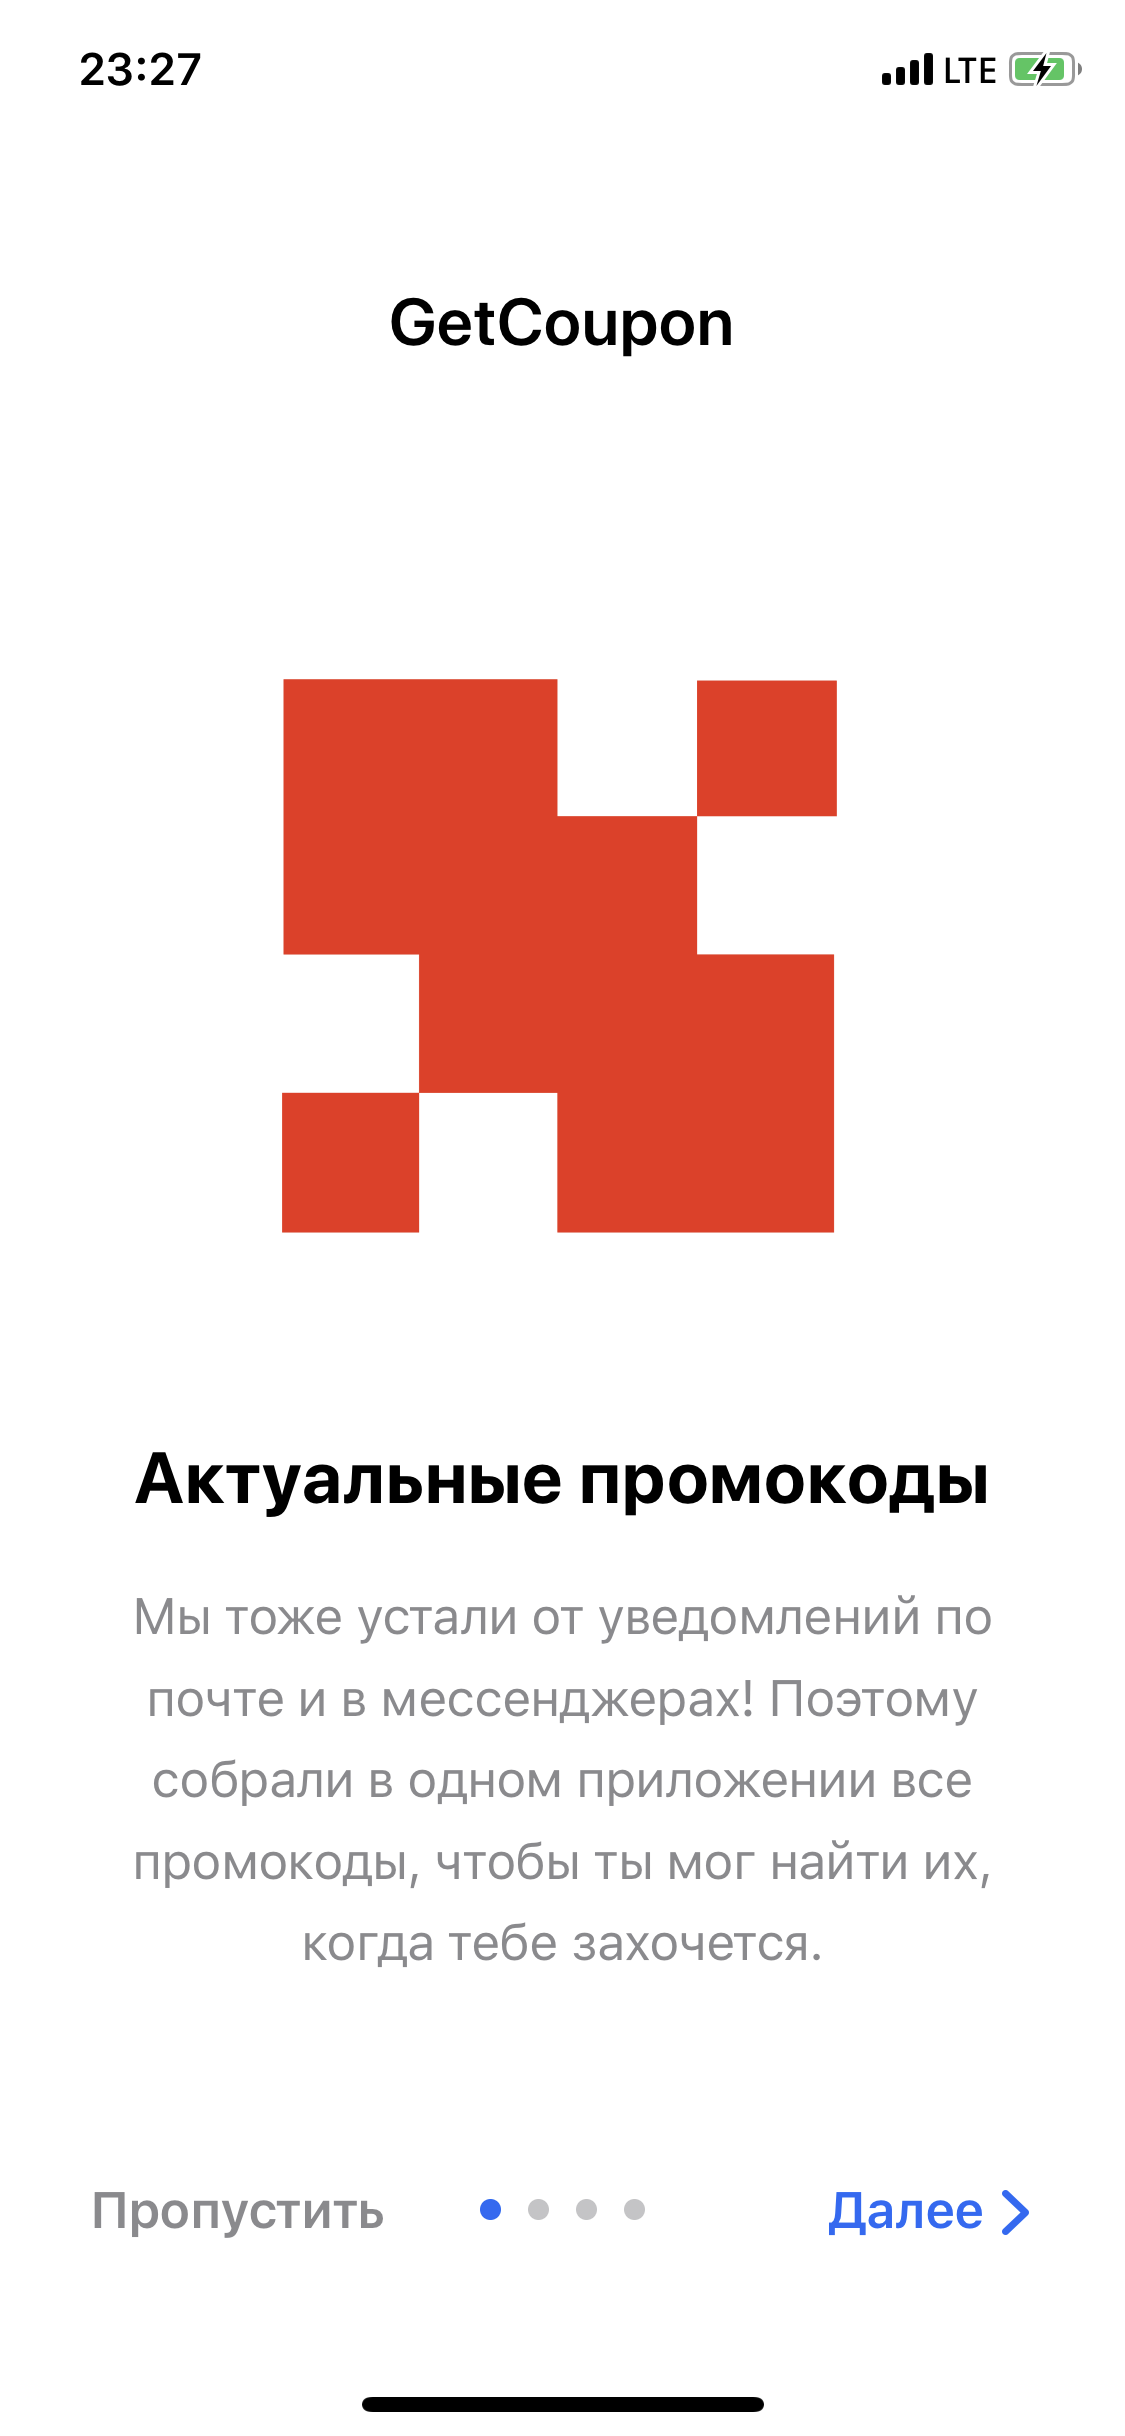 23:27
LTE
GetCoupon
Актуальные промокоды
Мы тоже устали от уведомлений по
почте и в мессенджерах! Поэтому
собрали в одном приложении все
промокоды, чтобы ты мог найти их,
когда тебе захочется.
Пропустить
Далее